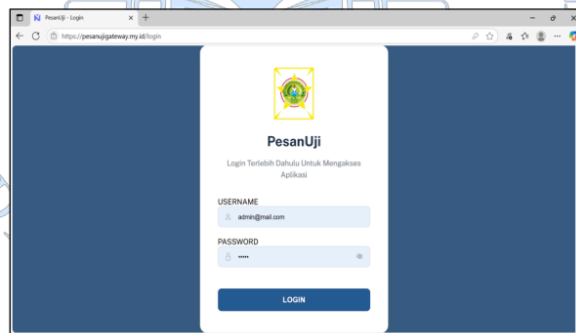 PesanUji - Login
https://pesanujigateway.my.id/login
PesanUji
Login Terlebih Dahulu Untuk Mengakses
Aplikasi
USERNAME
admin@mail.com
PASSWORD
•••••
LOGIN